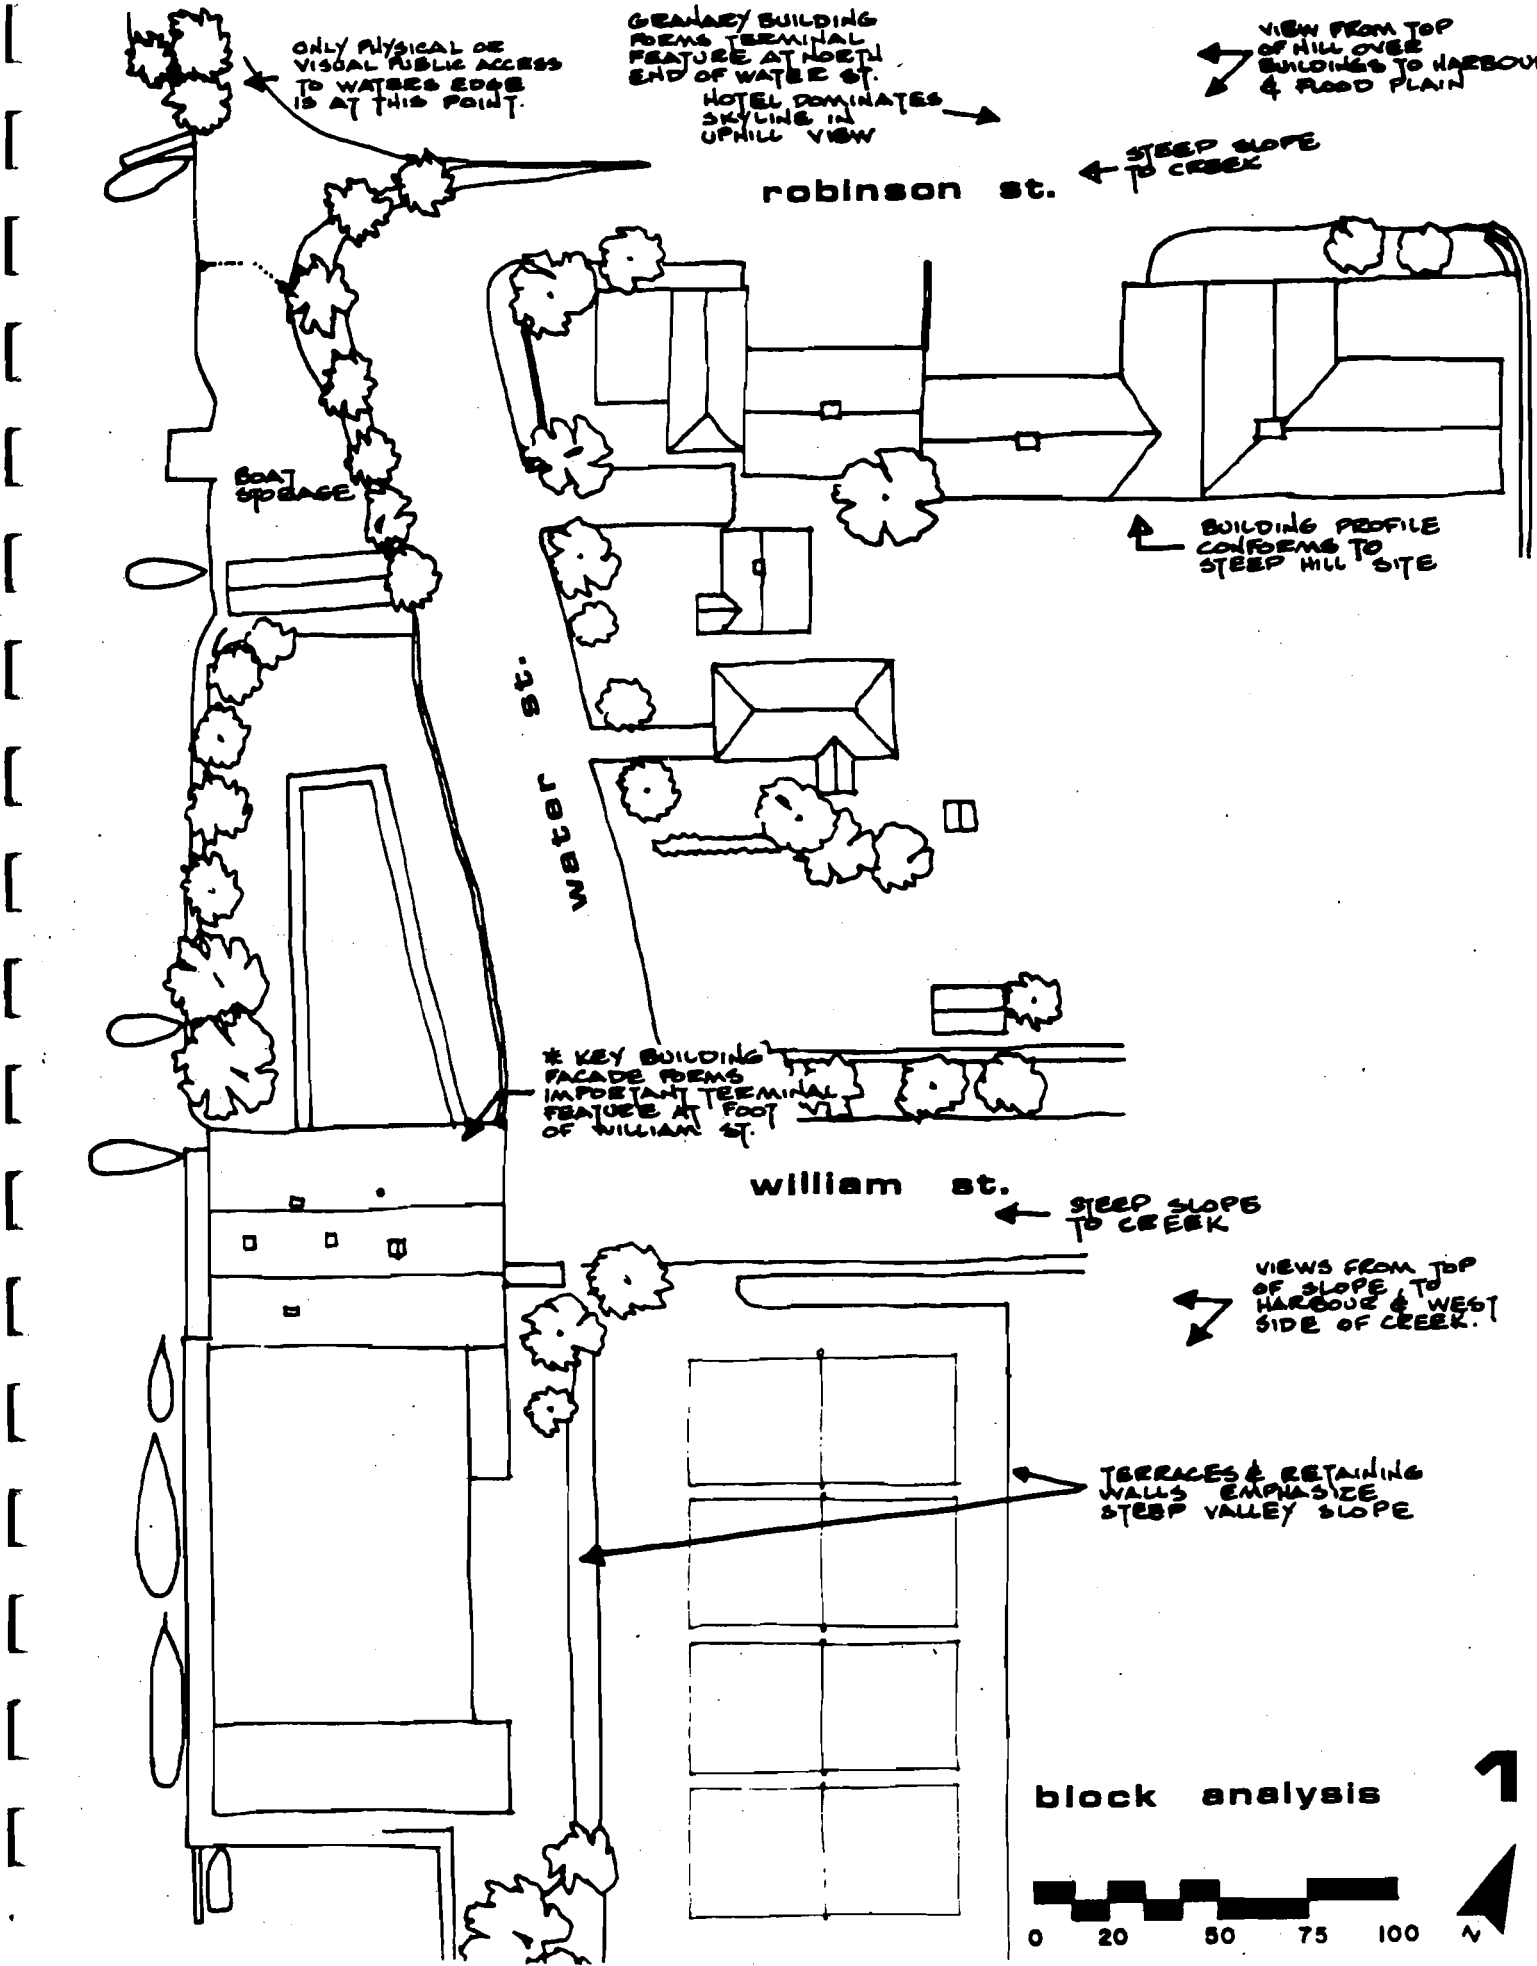 ONLY PHYSICAL OR
VISUAL PUBLIC ACCESS
TO WATERS EDGE
IS AT THIS POINT.
GRANARY BUILDING
FORMS TERMINAL
FEATURE AT NORTH
END OF WATER ST.
HOTEL DOMINATES
SKYLINE IN
UPHILL VIEW
VIEW FROM TOP
OF HILL OVER
BUILDINGS TO HARBOUR
& FLOOD PLAIN
STEEP SLOPE
TO CREEK
robinson st.
BOAT
STORAGE
BUILDING PROFILE
CONFORMS TO
STEEP HILL SITE
water st.
* KEY BUILDING
FACADE FORMS
IMPORTANT TERMINAL
FEATURE AT FOOT
OF WILLIAM ST.
william st.
STEEP SLOPE
TO CREEK
VIEWS FROM TOP
OF SLOPE TO
HARBOUR & WEST
SIDE OF CREEK.
TERRACES & RETAINING
WALLS EMPHASIZE
STEEP VALLEY SLOPE
block analysis 1
0 20 50 75 100 N